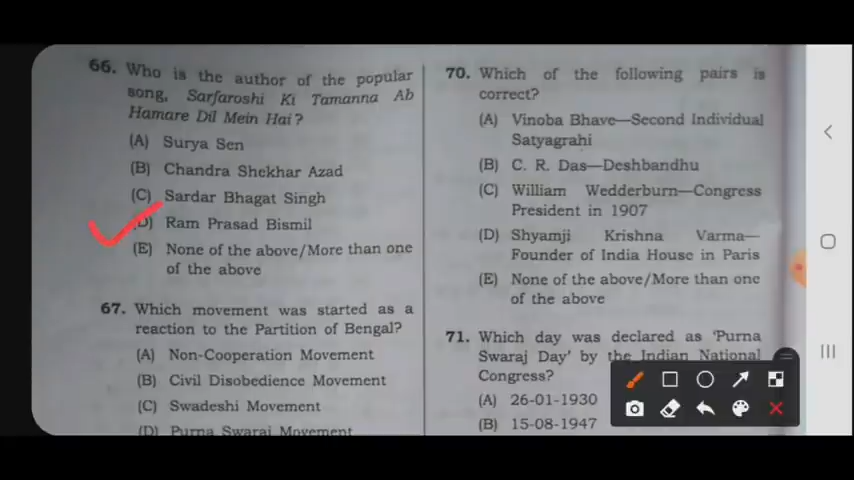 66. Who is the author of the popular
song, Sarfaroshi Ki Tamanna Ab
Hamare Dil Mein Hai?
(A) Surya Sen
(B) Chandra Shekhar Azad
(C) Sardar Bhagat Singh
(D) Ram Prasad Bismil
(E) None of the above/More than one
of the above
67. Which movement was started as a
reaction to the Partition of Bengal?
(A) Non-Cooperation Movement
(B) Civil Disobedience Movement
(C) Swadeshi Movement
(D) Purna Swaraj Movement
70. Which of the following pairs is
correct?
(A) Vinoba Bhave—Second Individual
Satyagrahi
(B) C. R. Das—Deshbandhu
(C) William Wedderburn—Congress
President in 1907
(D) Shyamji Krishna Varma—
Founder of India House in Paris
(E) None of the above/More than one
of the above
71. Which day was declared as 'Purna
Swaraj Day' by the Indian National
Congress?
(A) 26-01-1930
(B) 15-08-1947